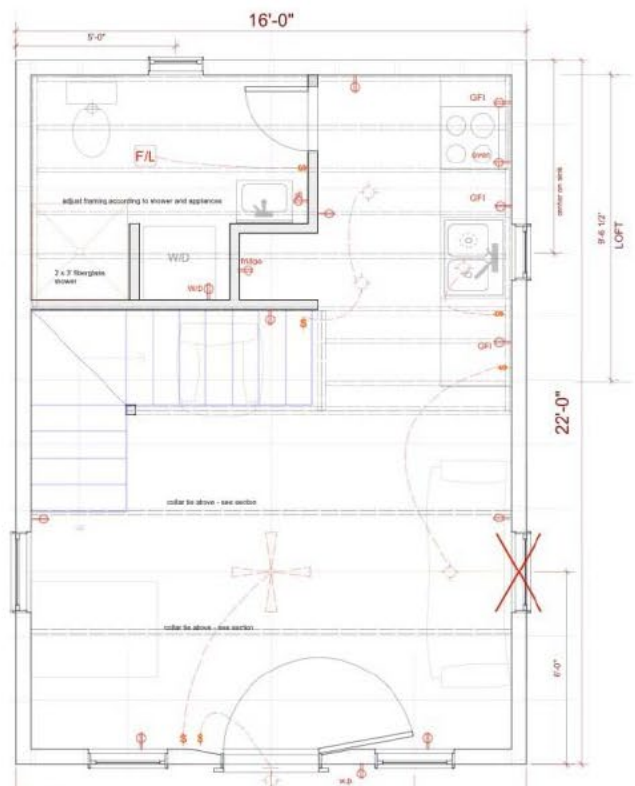 16'-0"
5'-0"
GFI
F/L
oven
center on sink
adjust framing according to shower and appliances
GFI
9'-6 1/2"
LOFT
W/D
fridge
2 x 3' fiberglass
shower
W/D
$
GFI
22'-0"
collar tie above - see section
collar tie above - see section
6'-0"
$
$
w.p.